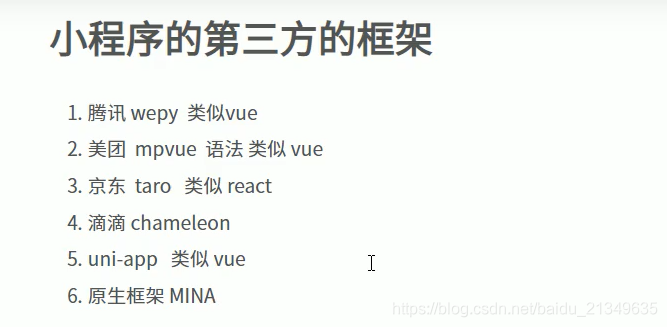 小程序的第三方的框架
1. 腾讯 wepy 类似vue
2. 美团 mpvue 语法 类似 vue
3. 京东 taro 类似 react
4. 滴滴 chameleon
5. uni-app 类似 vue
6. 原生框架 MINA
https://blog.csdn.net/baidu_21349635